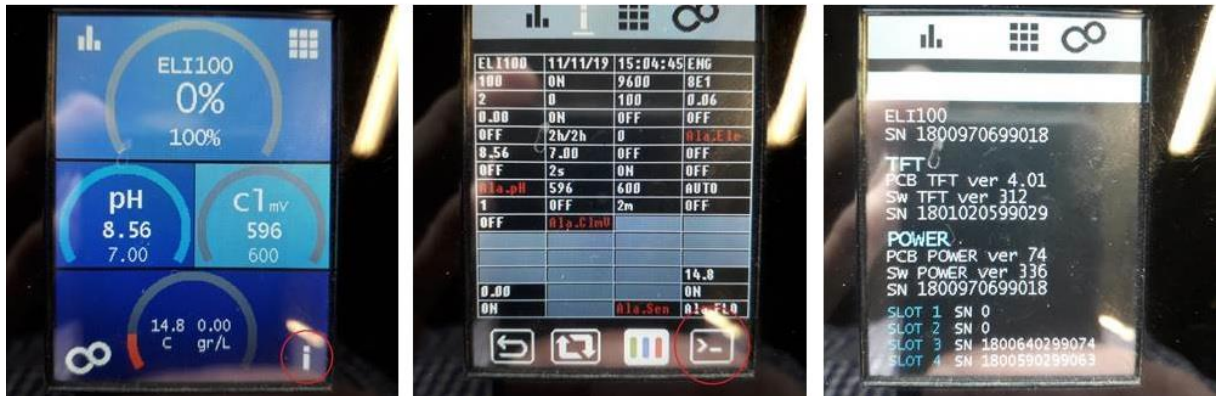 ELI100
0%
100%
pH
8.56
7.00
Cl mV
596
600
14.8 0.00
C gr/L
i
i
ELI100 11/11/19 15:04:45 ENG
100 ON 9600 8E1
2 0 100 0.06
0.00 ON OFF OFF
OFF 2h/2h 0 Ala.Ele
8.56 7.00 OFF OFF
OFF 2s ON OFF
Ala.pH 596 600 AUTO
1 OFF 2m OFF
OFF Ala.ClmV
14.8
0.00 ON
ON Ala.Sen Ala.FLO
>_
ELI100
SN 1800970699018
TFT
PCB TFT ver 4.01
Sw TFT ver 312
SN 1801020599029
POWER
PCB POWER ver 74
Sw POWER ver 336
SN 1800970699018
SLOT 1 SN 0
SLOT 2 SN 0
SLOT 3 SN 1800640299074
SLOT 4 SN 1800590299063